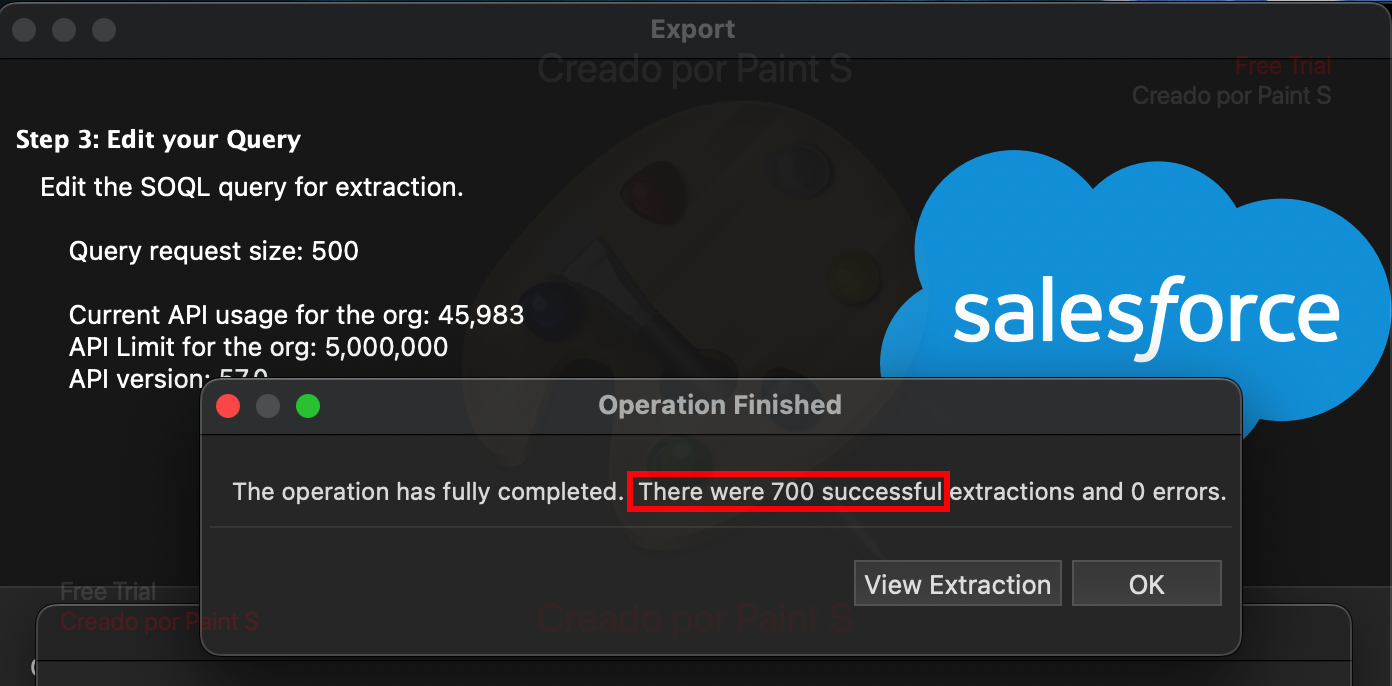 Export
Creado por Paint S
Free Trial
Creado por Paint S
Step 3: Edit your Query
Edit the SOQL query for extraction.
salesforce
Query request size: 500
Current API usage for the org: 45,983
API Limit for the org: 5,000,000
API version: 57.0
Operation Finished
The operation has fully completed. There were 700 successful extractions and 0 errors.
View Extraction
OK
Free Trial
Creado por Paint S
Creado por Paint S